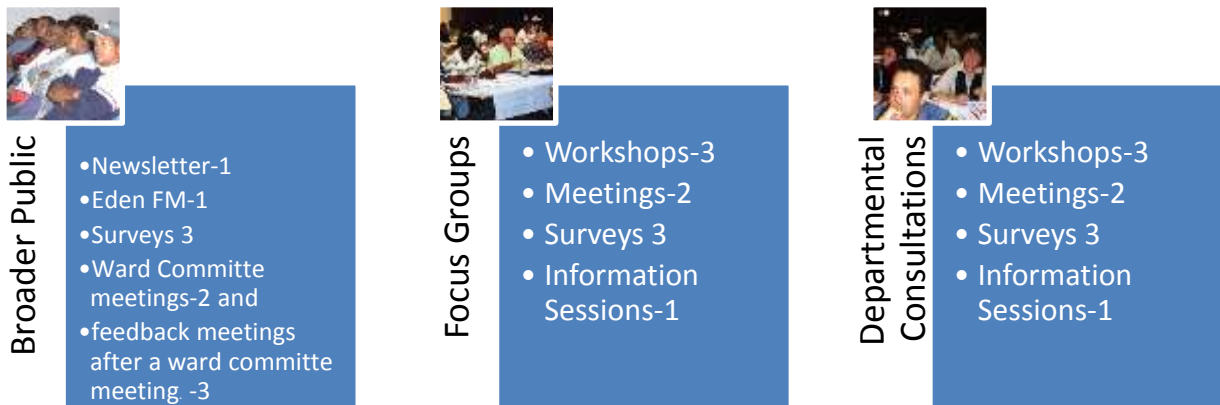 Broader Public
•Newsletter-1
•Eden FM-1
•Surveys 3
•Ward Committe
meetings-2 and
•feedback meetings
after a ward committe
meeting. -3
Focus Groups
• Workshops-3
• Meetings-2
• Surveys 3
• Information
Sessions-1
Departmental
Consultations
• Workshops-3
• Meetings-2
• Surveys 3
• Information
Sessions-1